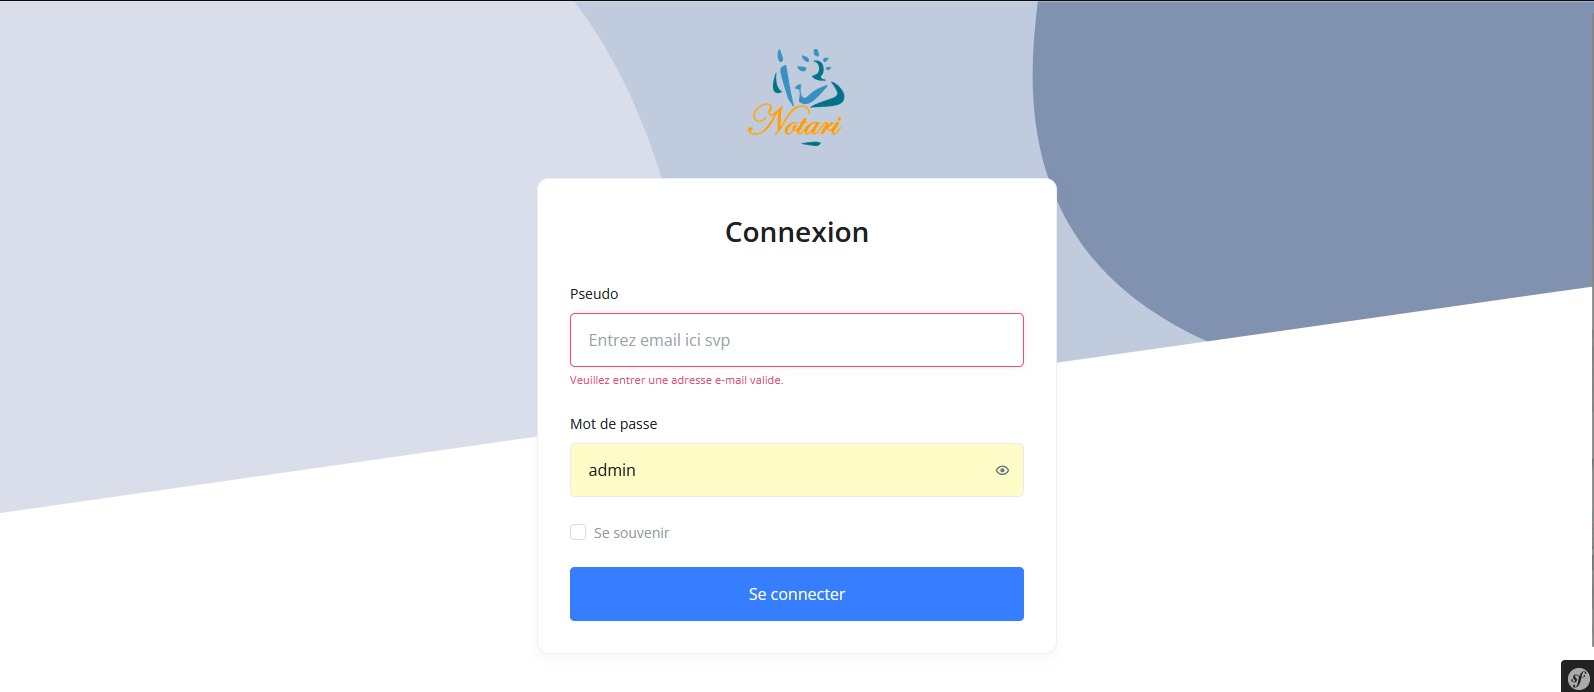 Notari
Connexion
Pseudo
Entrez email ici svp
Veuillez entrer une adresse e-mail valide.
Mot de passe
admin
Se souvenir
Se connecter
sf